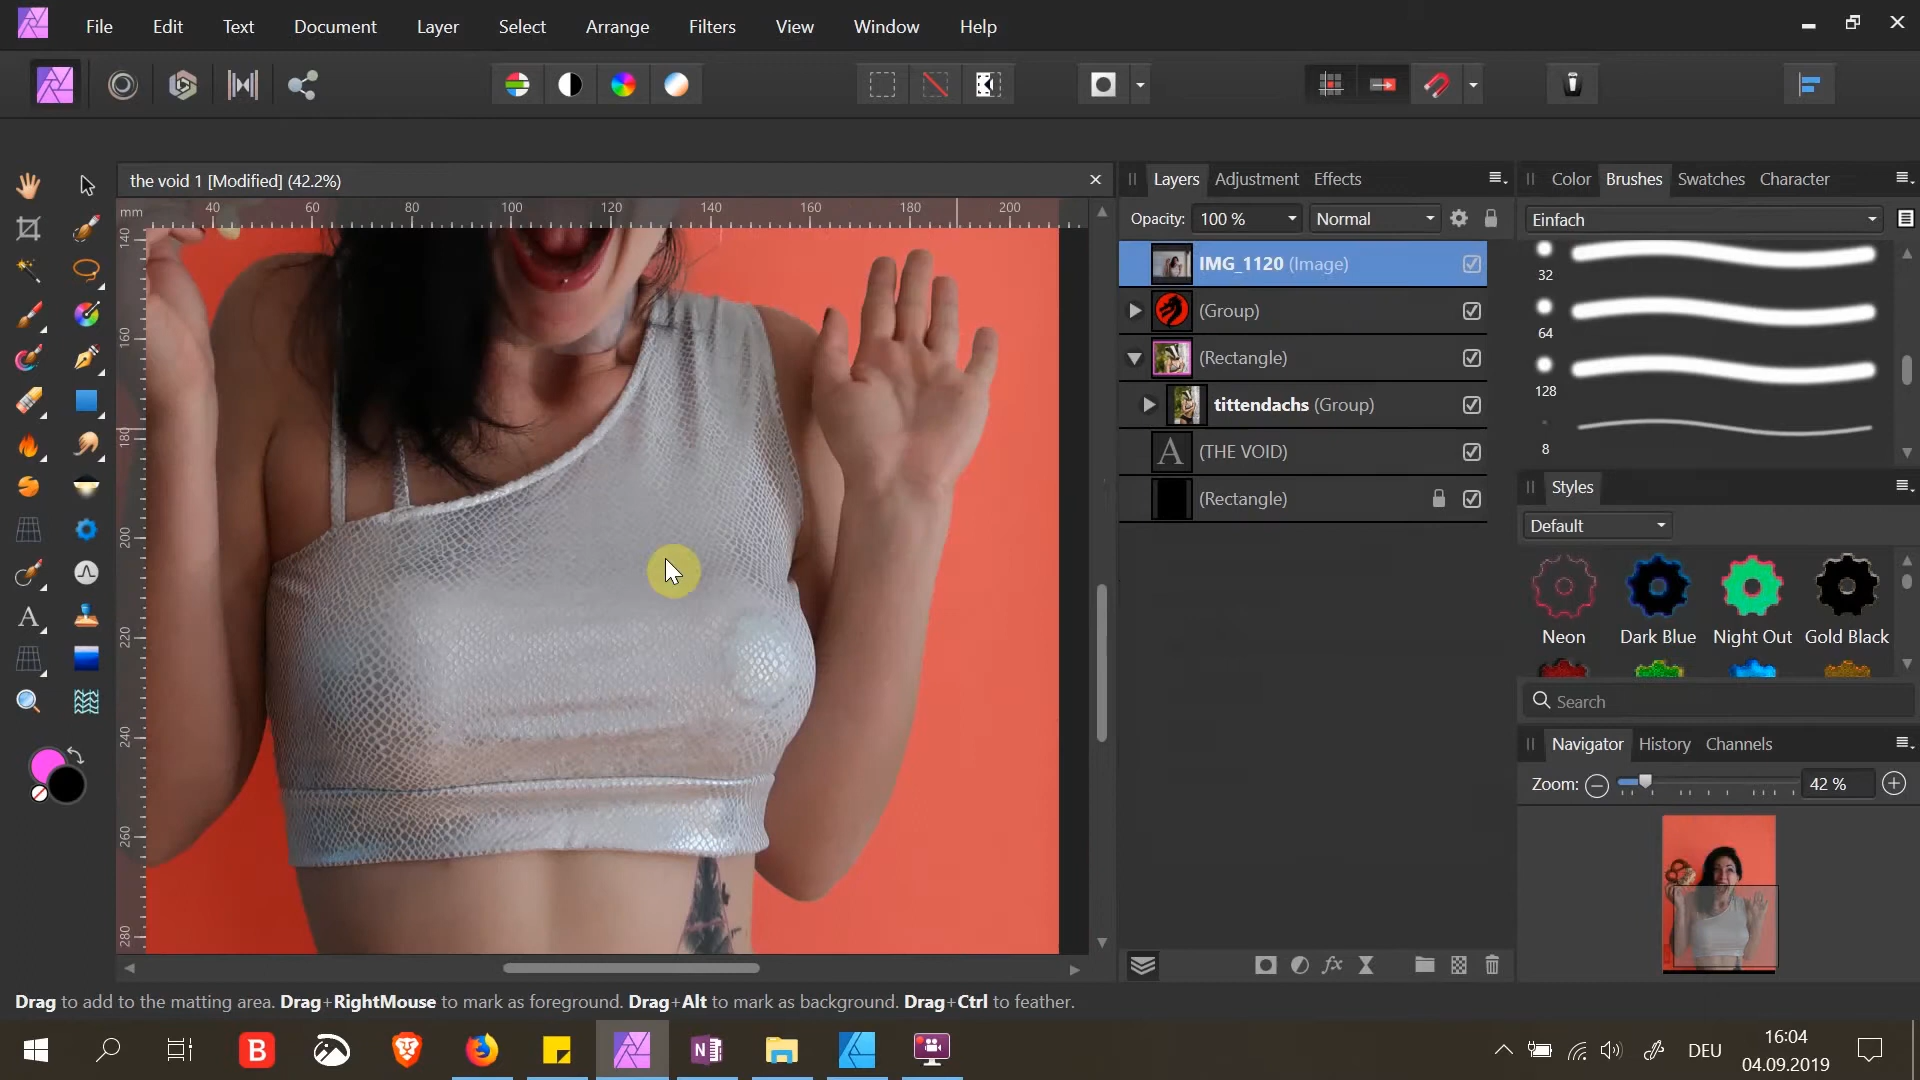 File Edit Text Document Layer Select Arrange Filters View Window Help
the void 1 [Modified] (42.2%)
Layers Adjustment Effects
Color Brushes Swatches Character
mm 40 60 80 100 120 140 160 180 200
Opacity: 100 % Normal
Einfach
140
IMG_1120 (Image)
32
(Group)
64
160
(Rectangle)
128
tittendachs (Group)
180
8
A (THE VOID)
Styles
(Rectangle)
Default
200
A
220
Neon Dark Blue Night Out Gold Black
Search
240
Navigator History Channels
Zoom: 42 %
260
280
fx
Drag to add to the matting area. Drag+RightMouse to mark as foreground. Drag+Alt to mark as background. Drag+Ctrl to feather.
B
N
DEU
16:04
04.09.2019